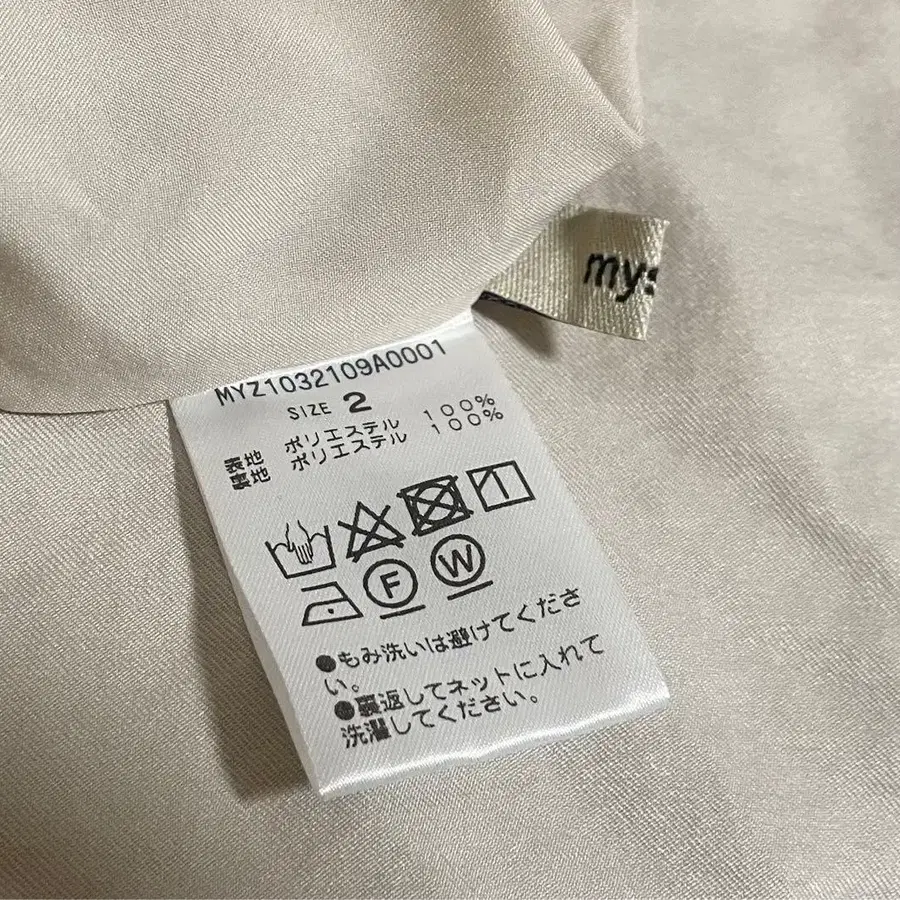 mys
MYZ1032109A0001
SIZE 2
表地 ポリエステル 100%
裏地 ポリエステル 100%
F W
●もみ洗いは避けてくださ
い。
●裏返してネットに入れて
洗濯してください。